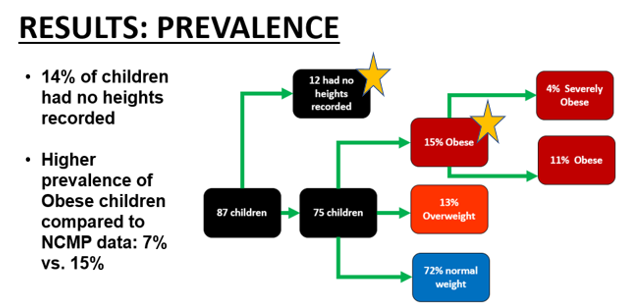 RESULTS: PREVALENCE
• 14% of children
had no heights
recorded
• Higher
prevalence of
Obese children
compared to
NCMP data: 7%
vs. 15%
87 children
12 had no
heights
recorded
75 children
15% Obese
4% Severely
Obese
11% Obese
13%
Overweight
72% normal
weight